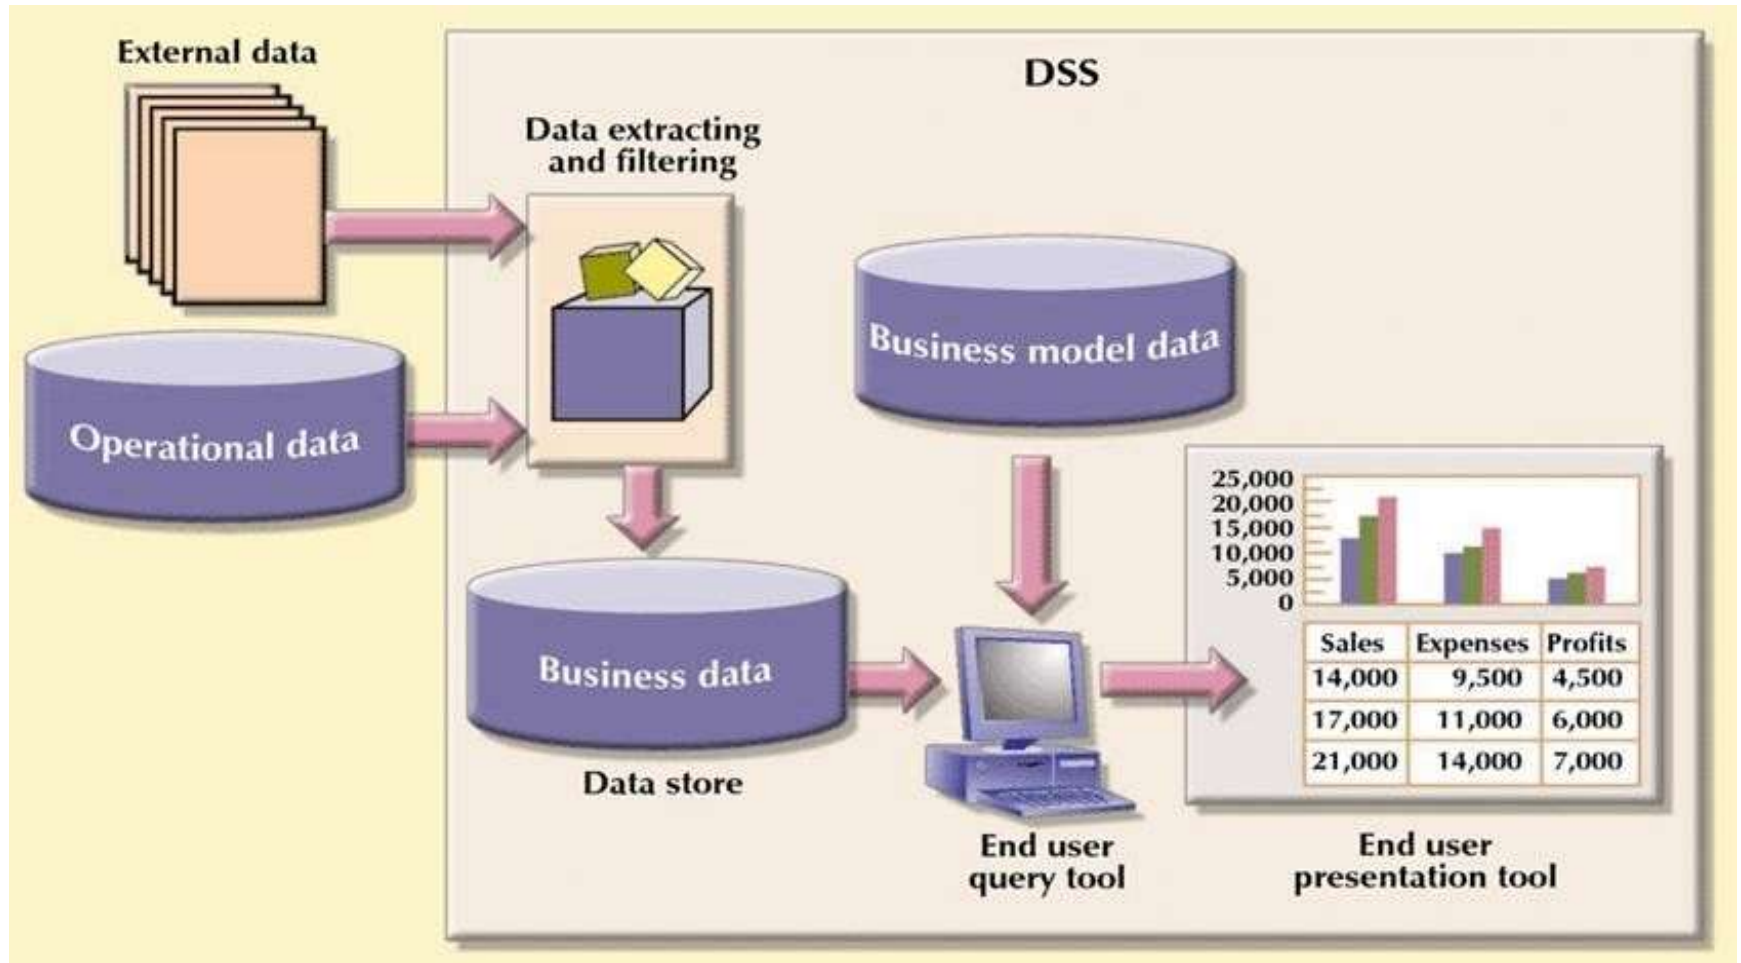 External data
DSS
Data extracting
and filtering
Operational data
Business model data
Business data
Data store
End user
query tool
25,000
20,000
15,000
10,000
5,000
0
Sales Expenses Profits
14,000 9,500 4,500
17,000 11,000 6,000
21,000 14,000 7,000
End user
presentation tool